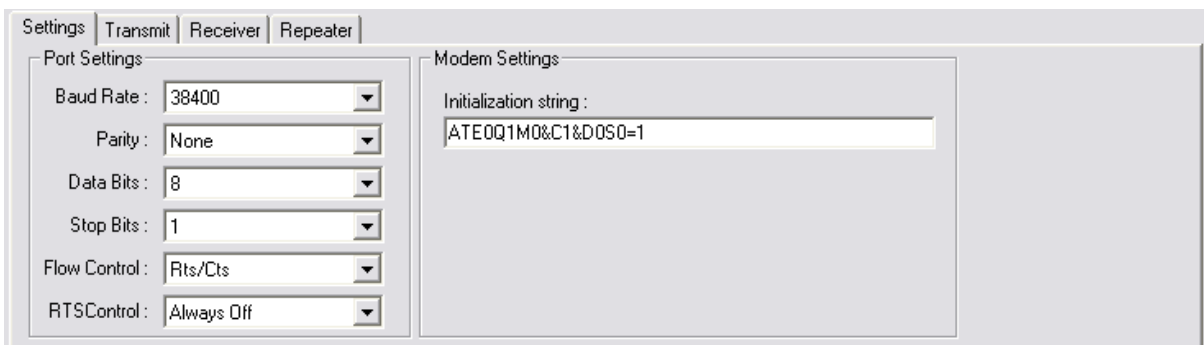 Settings Transmit Receiver Repeater
Port Settings
Baud Rate : 38400
Parity : None
Data Bits : 8
Stop Bits : 1
Flow Control : Rts/Cts
RTSControl : Always Off
Modem Settings
Initialization string :
ATE0Q1M0&C1&D0S0=1